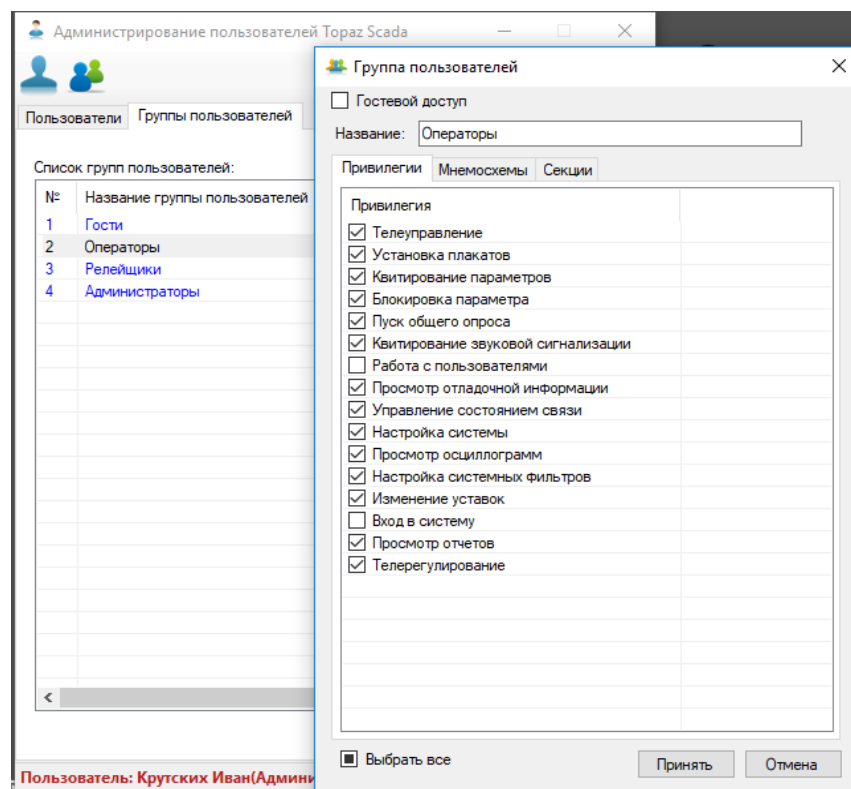 Администрирование пользователей Topaz Scada
Пользователи
Группы пользователей
Список групп пользователей:
№
Название группы пользователей
1
Гости
2
Операторы
3
Релейщики
4
Администраторы
Пользователь: Крутских Иван(Админи
Группа пользователей
Гостевой доступ
Название:
Операторы
Привилегии
Мнемосхемы
Секции
Привилегия
Телеуправление
Установка плакатов
Квитирование параметров
Блокировка параметра
Пуск общего опроса
Квитирование звуковой сигнализации
Работа с пользователями
Просмотр отладочной информации
Управление состоянием связи
Настройка системы
Просмотр осциллограмм
Настройка системных фильтров
Изменение уставок
Вход в систему
Просмотр отчетов
Телерегулирование
Выбрать все
Принять
Отмена